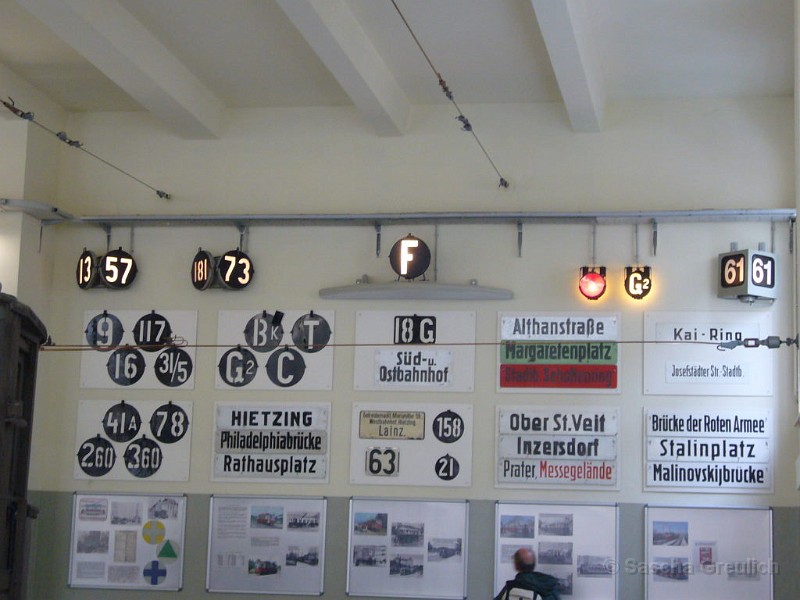 13 57
181 73
F
G2
61 61
9 117
16 31/5
BK T
G2 C
18G
Süd-u.
Ostbahnhof
Althanstraße
Margaretenplatz
Kai-Ring
Josefstädter Str.-Stadtb.
41A 78
260 360
HIETZING
Philadelphiabrücke
Rathausplatz
Lainz
158
63 21
Ober St.Veit
Inzersdorf
Prater, Messegelände
Brücke der Roten Armee
Stalinplatz
Malinovskijbrücke
© Sascha Greulich